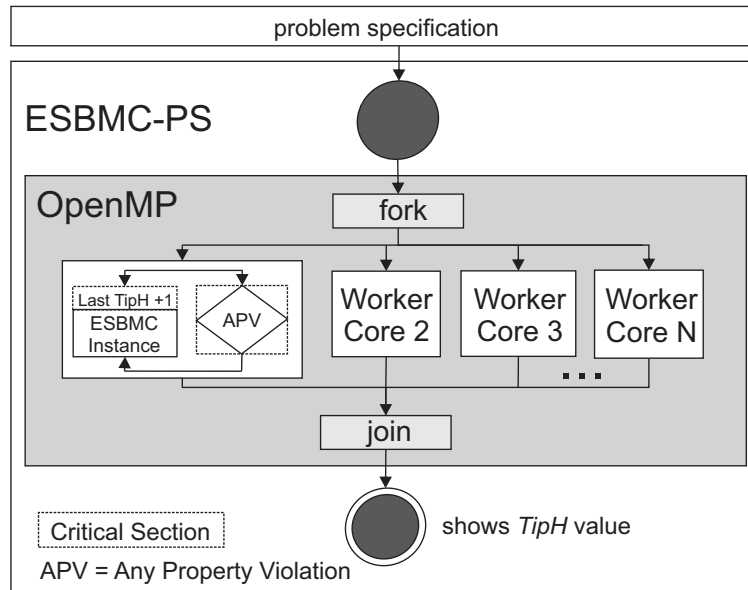 problem specification
ESBMC-PS
OpenMP
fork
Last TipH +1
ESBMC
Instance
APV
Worker
Core 2
Worker
Core 3
Worker
Core N
...
join
Critical Section
shows TipH value
APV = Any Property Violation